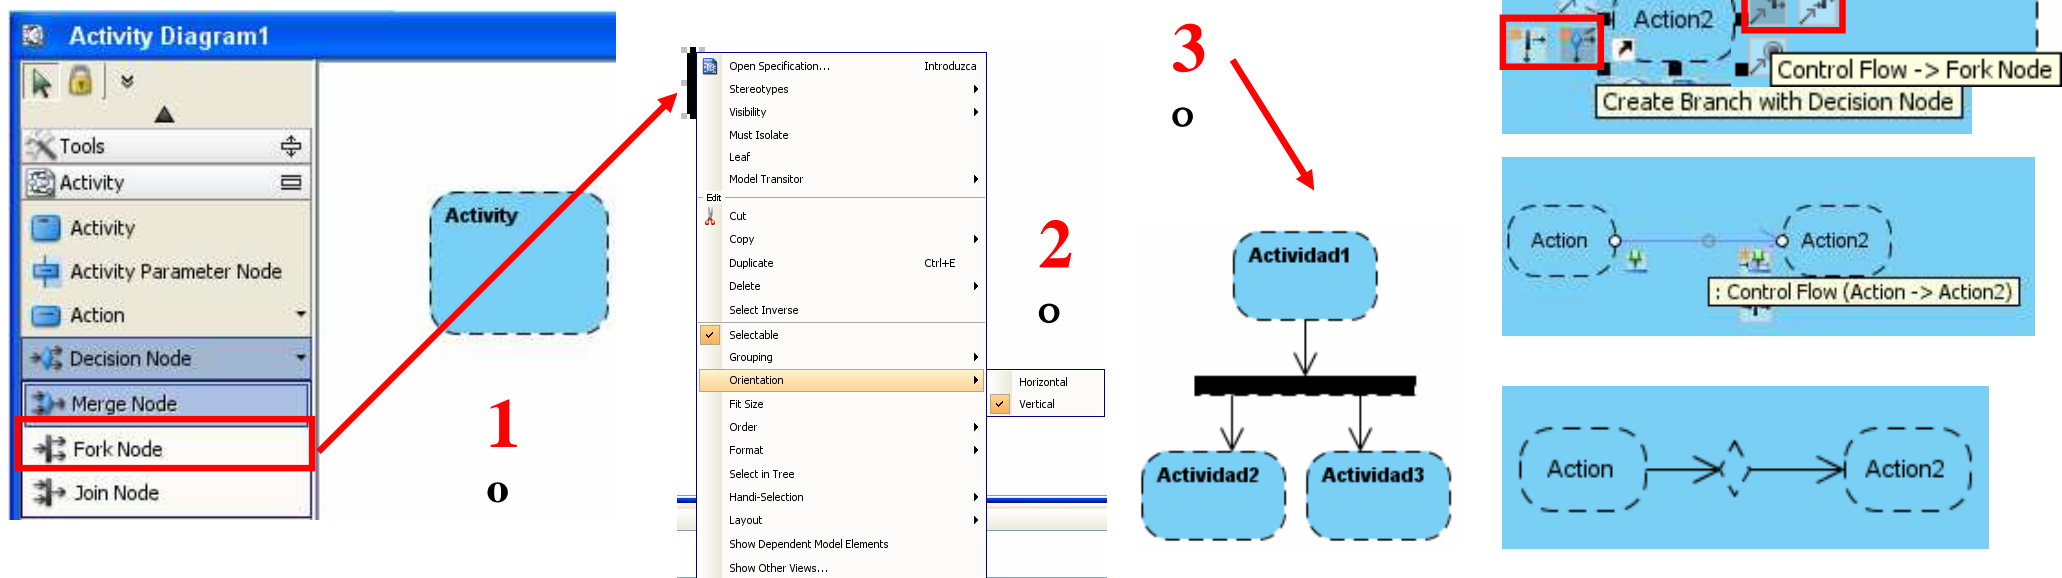 Activity Diagram1
Tools
Activity
Activity
Activity Parameter Node
Action
Decision Node
Merge Node
Fork Node
Join Node
Activity
1
o
Open Specification... Introduzca
Stereotypes
Visibility
Must Isolate
Leaf
Model Transitor
Edit
Cut
Copy
Duplicate Ctrl+E
Delete
Select Inverse
Selectable
Grouping
Orientation
Horizontal
Vertical
Fit Size
Order
Format
Select in Tree
Handi-Selection
Layout
Show Dependent Model Elements
Show Other Views...
2
o
3
o
Actividad1
Actividad2
Actividad3
Action2
Control Flow -> Fork Node
Create Branch with Decision Node
Action
Action2
: Control Flow (Action -> Action2)
Action
Action2